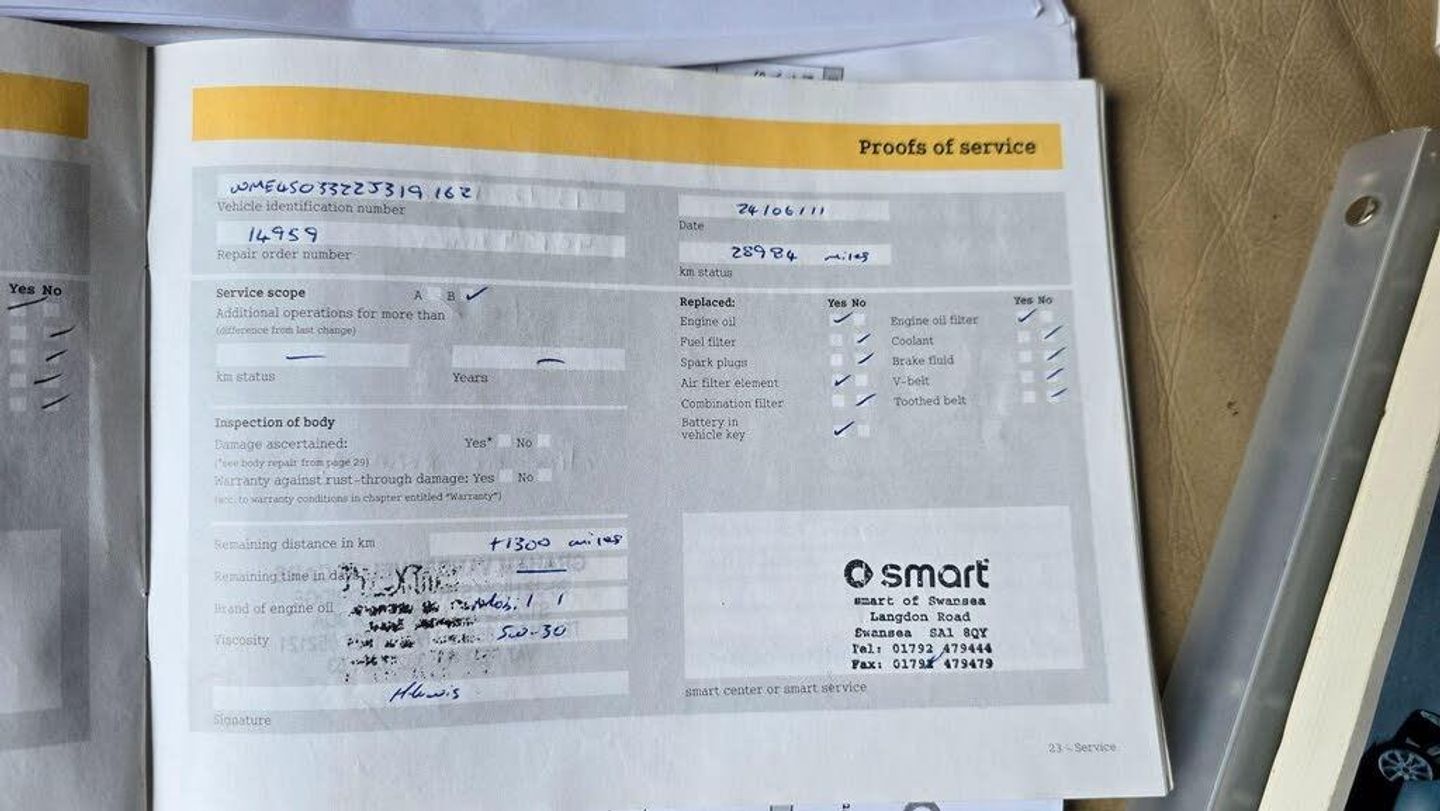 Proofs of service
WME4503322J319162
Vehicle identification number
24/06/11
Date
14959
Repair order number
28984 miles
km status
Service scope A B ✓
Additional operations for more than
(difference from last change)
— —
km status Years
Replaced: Yes No Yes No
Engine oil ✓ Engine oil filter ✓
Fuel filter ✓ Coolant ✓
Spark plugs ✓ Brake fluid ✓
Air filter element ✓ V-belt ✓
Combination filter ✓ Toothed belt ✓
Battery in
vehicle key ✓
Inspection of body
Damage ascertained: Yes* No
(*see body repair from page 29)
Warranty against rust-through damage: Yes No
(acc. to warranty conditions in chapter entitled "Warranty")
Remaining distance in km +1300 miles
Remaining time in days —
Brand of engine oil Mobil 1
Viscosity 5w-30
Signature
smart
smart of Swansea
Langdon Road
Swansea SA1 8QY
Tel: 01792 479444
Fax: 01792 479479
smart center or smart service
23 - Service
Yes No